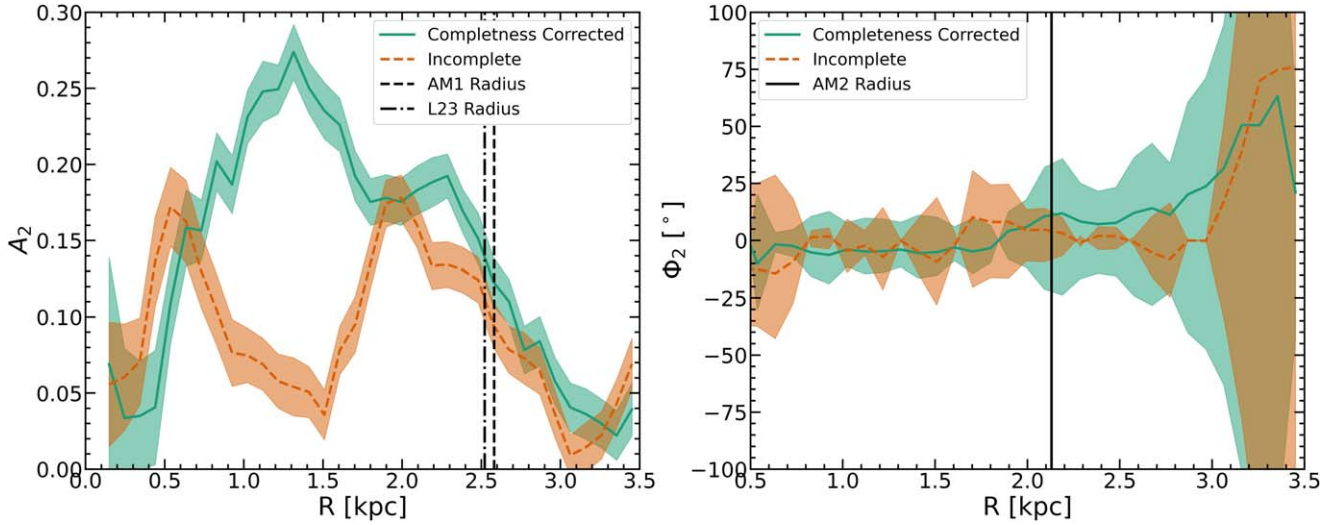 0.30
0.25
0.20
0.15
0.10
0.05
0.00
A₂
Completness Corrected
Incomplete
AM1 Radius
L23 Radius
0.0 0.5 1.0 1.5 2.0 2.5 3.0 3.5
R [kpc]
100
75
50
25
0
−25
−50
−75
−100
Φ₂ [°]
Completeness Corrected
Incomplete
AM2 Radius
0.5 1.0 1.5 2.0 2.5 3.0 3.5
R [kpc]